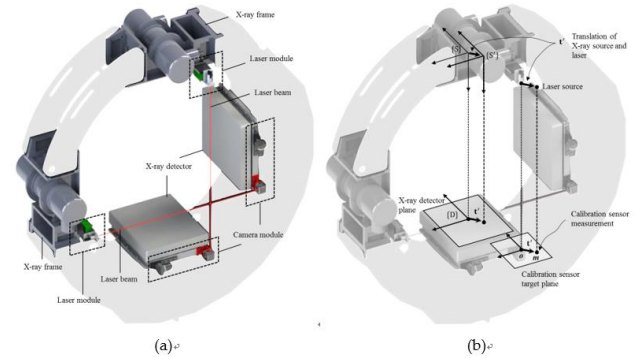 X-ray frame
Laser module
Laser beam
X-ray detector
Camera module
X-ray frame
Laser beam
Laser module
(a)
t′
Translation of
X-ray source and
laser
{S}
{S′}
Laser source
X-ray detector
plane
{D}
t′
Calibration sensor
measurement
t′
o
m
Calibration sensor
target plane
(b)